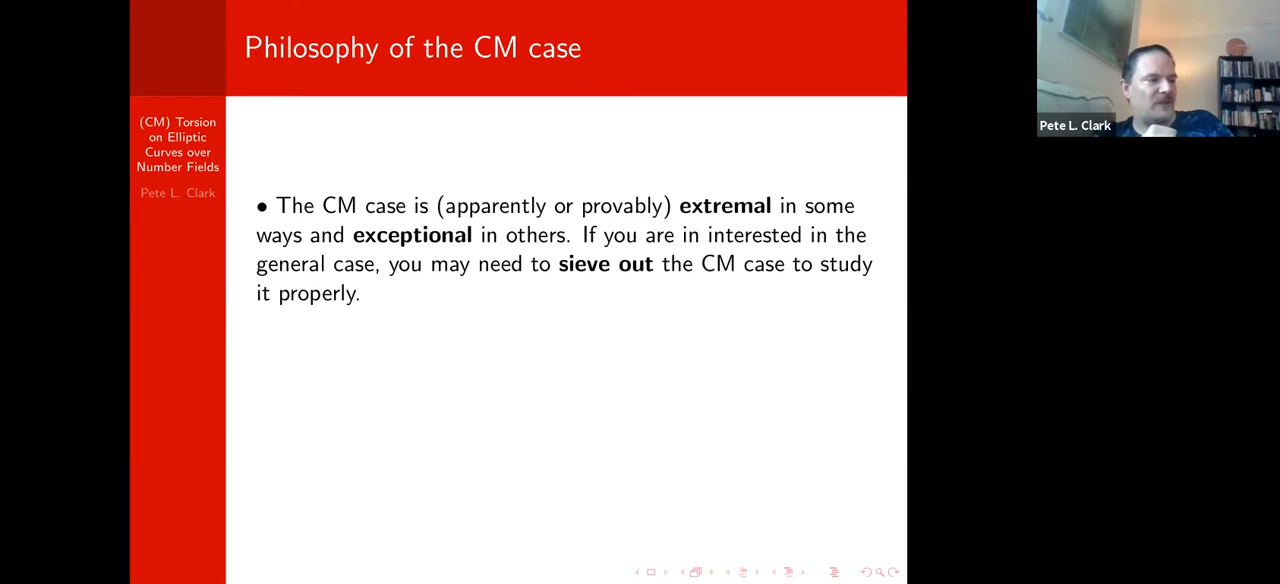 Philosophy of the CM case
(CM) Torsion
on Elliptic
Curves over
Number Fields
Pete L. Clark
• The CM case is (apparently or provably) extremal in some
ways and exceptional in others. If you are in interested in the
general case, you may need to sieve out the CM case to study
it properly.
Pete L. Clark